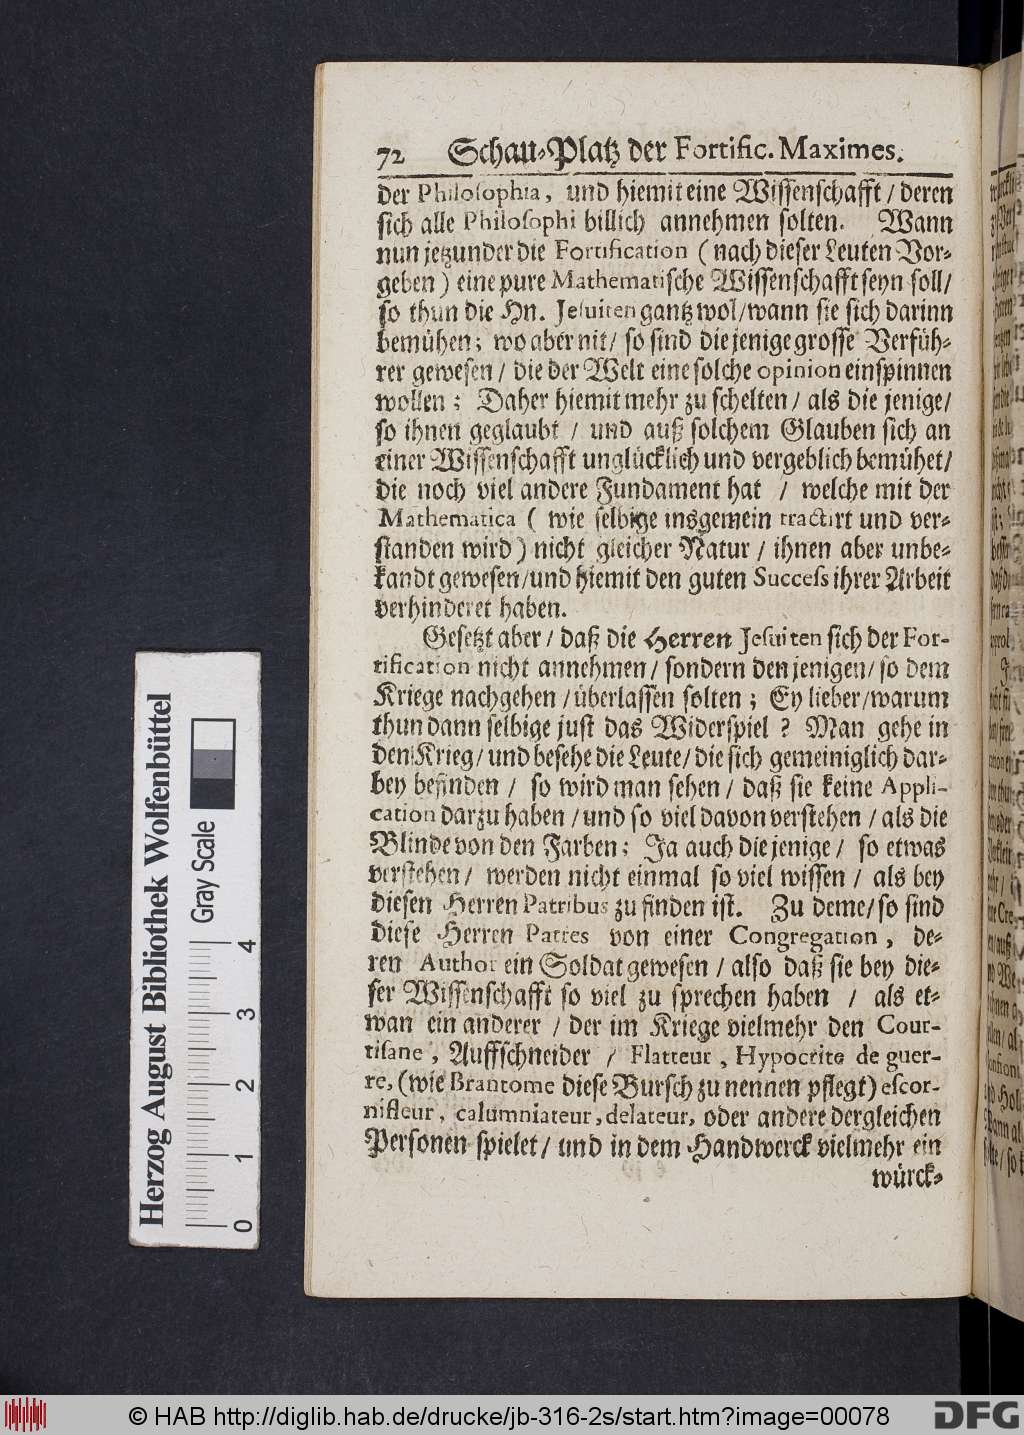 72 Schau-Platz der Fortific. Maximes.
der Philosophia, und hiemit eine Wissenschafft / deren
sich alle Philosophi billich annehmen solten. Wann
nun jetzunder die Fortification ( nach dieser Leuten Vor-
geben ) eine pure Mathematische Wissenschafft seyn soll /
so thun die Hn. Jesuiten gantz wol / wann sie sich darinn
bemühen; wo aber nit / so sind die jenige grosse Verfüh-
rer gewesen / die der Welt eine solche opinion einspinnen
wollen; Daher hiemit mehr zu schelten / als die jenige /
so ihnen geglaubt / und auß solchem Glauben sich an
einer Wissenschafft unglücklich und vergeblich bemühet /
die noch viel andere Fundament hat / welche mit der
Mathematica ( wie selbige insgemein tractirt und ver-
standen wird ) nicht gleicher Natur / ihnen aber unbe-
kandt gewesen / und hiemit den guten Success ihrer Arbeit
verhinderet haben.
Gesetzt aber / daß die Herren Jesuiten sich der For-
tification nicht annehmen / sondern den jenigen / so dem
Kriege nachgehen / überlassen solten; Ey lieber / warum
thun dann selbige just das Widerspiel ? Man gehe in
den Krieg / und besehe die Leute / die sich gemeiniglich dar-
bey befinden / so wird man sehen / daß sie keine Appli-
cation darzu haben / und so viel davon verstehen / als die
Blinde von den Farben; Ja auch die jenige / so etwas
verstehen / werden nicht einmal so viel wissen / als bey
diesen Herren Patribus zu finden ist. Zu deme / so sind
diese Herren Patres von einer Congregation, de-
ren Author ein Soldat gewesen / also daß sie bey die-
ser Wissenschafft so viel zu sprechen haben / als et-
wan ein anderer / der im Kriege vielmehr den Cour-
tisane, Auffschneider / Flatteur, Hypocrite de guer-
re, (wie Brantome diese Bursch zu nennen pflegt) escor-
nifleur, calumniateur, delateur, oder andere dergleichen
Personen spielet / und in dem Handwerck vielmehr ein
würck-
Herzog August Bibliothek Wolfenbüttel
Gray Scale
0 1 2 3 4
© HAB http://diglib.hab.de/drucke/jb-316-2s/start.htm?image=00078
DFG